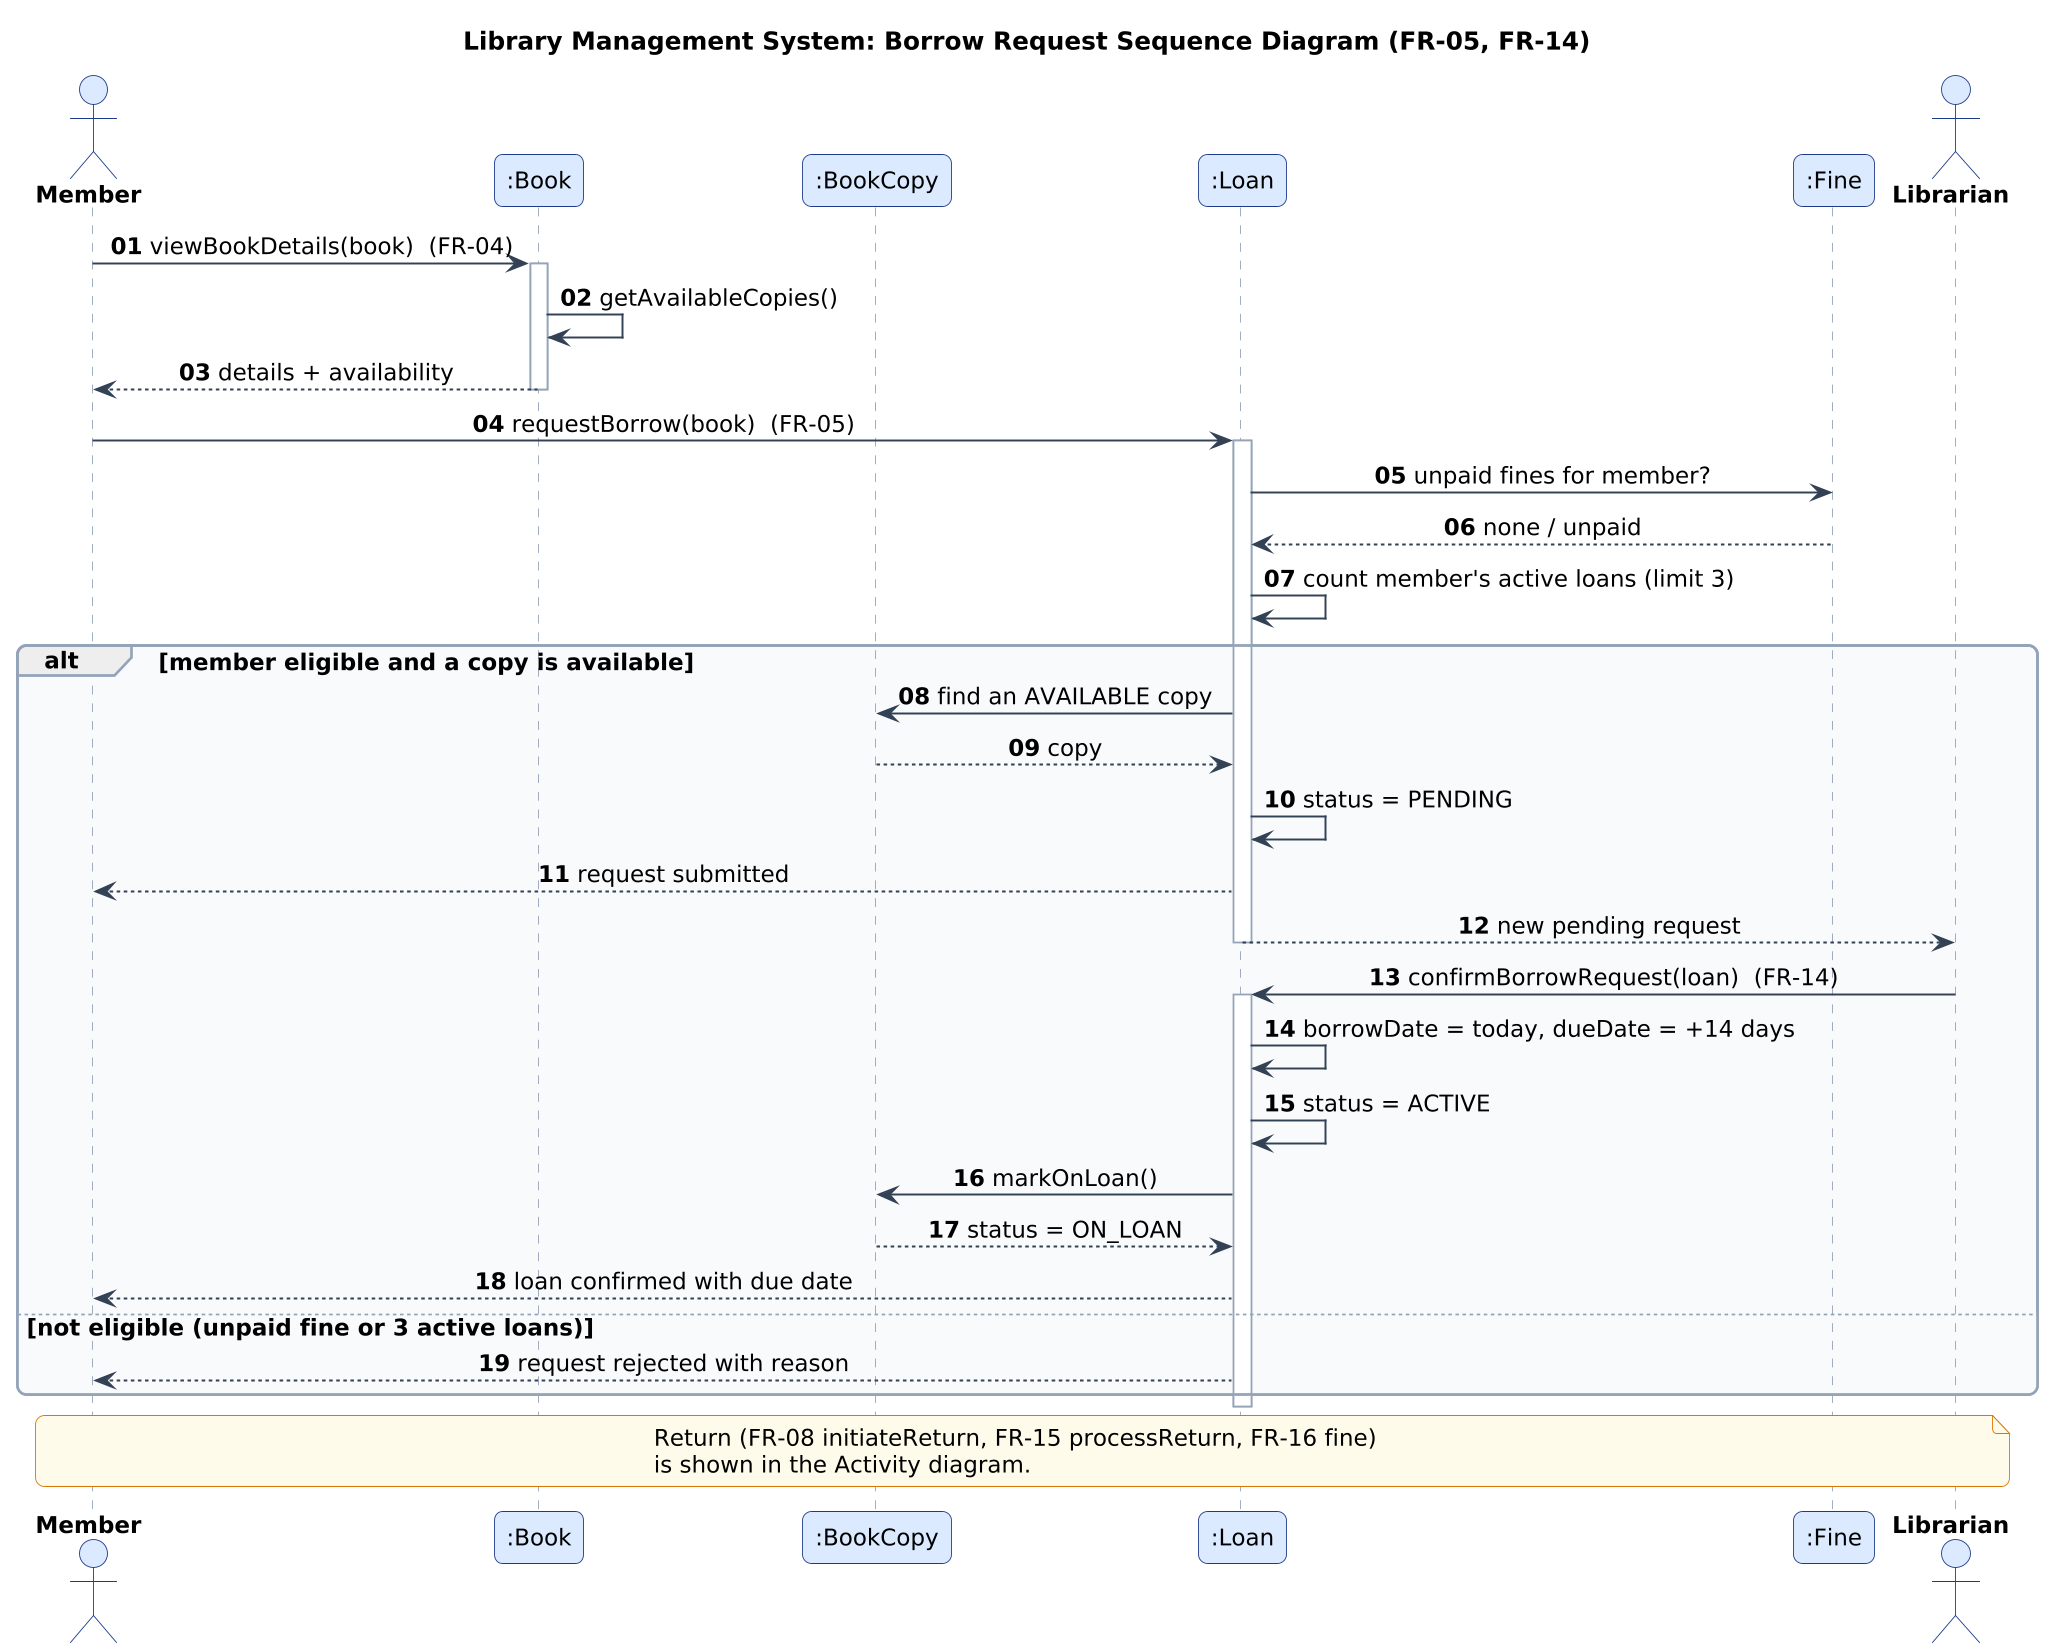 Library Management System: Borrow Request Sequence Diagram (FR-05, FR-14)
Member
:Book
:BookCopy
:Loan
:Fine
Librarian
01 viewBookDetails(book)  (FR-04)
02 getAvailableCopies()
03 details + availability
04 requestBorrow(book)  (FR-05)
05 unpaid fines for member?
06 none / unpaid
07 count member's active loans (limit 3)
alt
[member eligible and a copy is available]
08 find an AVAILABLE copy
09 copy
10 status = PENDING
11 request submitted
12 new pending request
13 confirmBorrowRequest(loan)  (FR-14)
14 borrowDate = today, dueDate = +14 days
15 status = ACTIVE
16 markOnLoan()
17 status = ON_LOAN
18 loan confirmed with due date
[not eligible (unpaid fine or 3 active loans)]
19 request rejected with reason
Return (FR-08 initiateReturn, FR-15 processReturn, FR-16 fine)
is shown in the Activity diagram.
Member
:Book
:BookCopy
:Loan
:Fine
Librarian